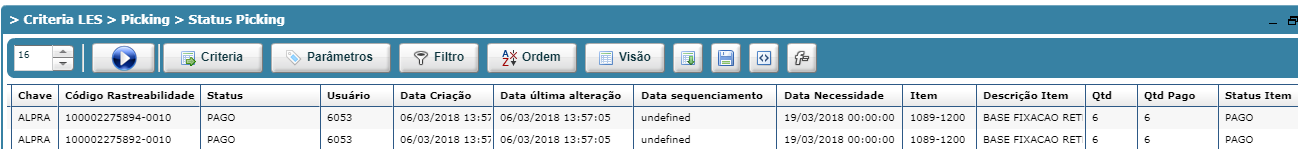 > Criteria LES > Picking > Status Picking
16 Criteria Parâmetros Filtro Ordem Visão
Chave Código Rastreabilidade Status Usuário Data Criação Data última alteração Data sequenciamento Data Necessidade Item Descrição Item Qtd Qtd Pago Status Item
ALPRA 100002275894-0010 PAGO 6053 06/03/2018 13:57 06/03/2018 13:57:05 undefined 19/03/2018 00:00:00 1089-1200 BASE FIXACAO RET 6 6 PAGO
ALPRA 100002275892-0010 PAGO 6053 06/03/2018 13:57 06/03/2018 13:57:05 undefined 19/03/2018 00:00:00 1089-1200 BASE FIXACAO RET 6 6 PAGO